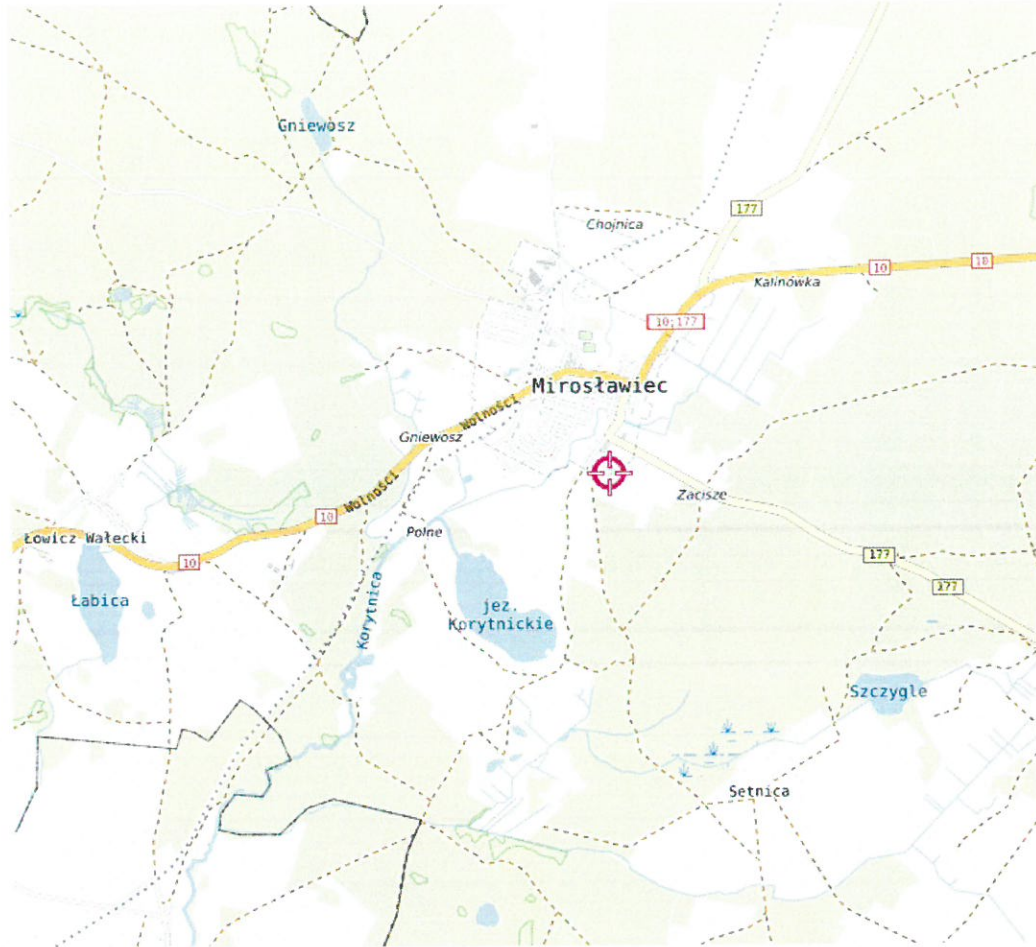 Gniewosz
177
Chojnica
10
10
Kalinówka
10;177
Mirosławiec
Wolności
Gniewosz
Wolności
Zacisze
10
Polne
Łowicz Wałecki
10
177
177
Łabica
Korytnica
jez.
Korytnickie
Szczygle
Setnica